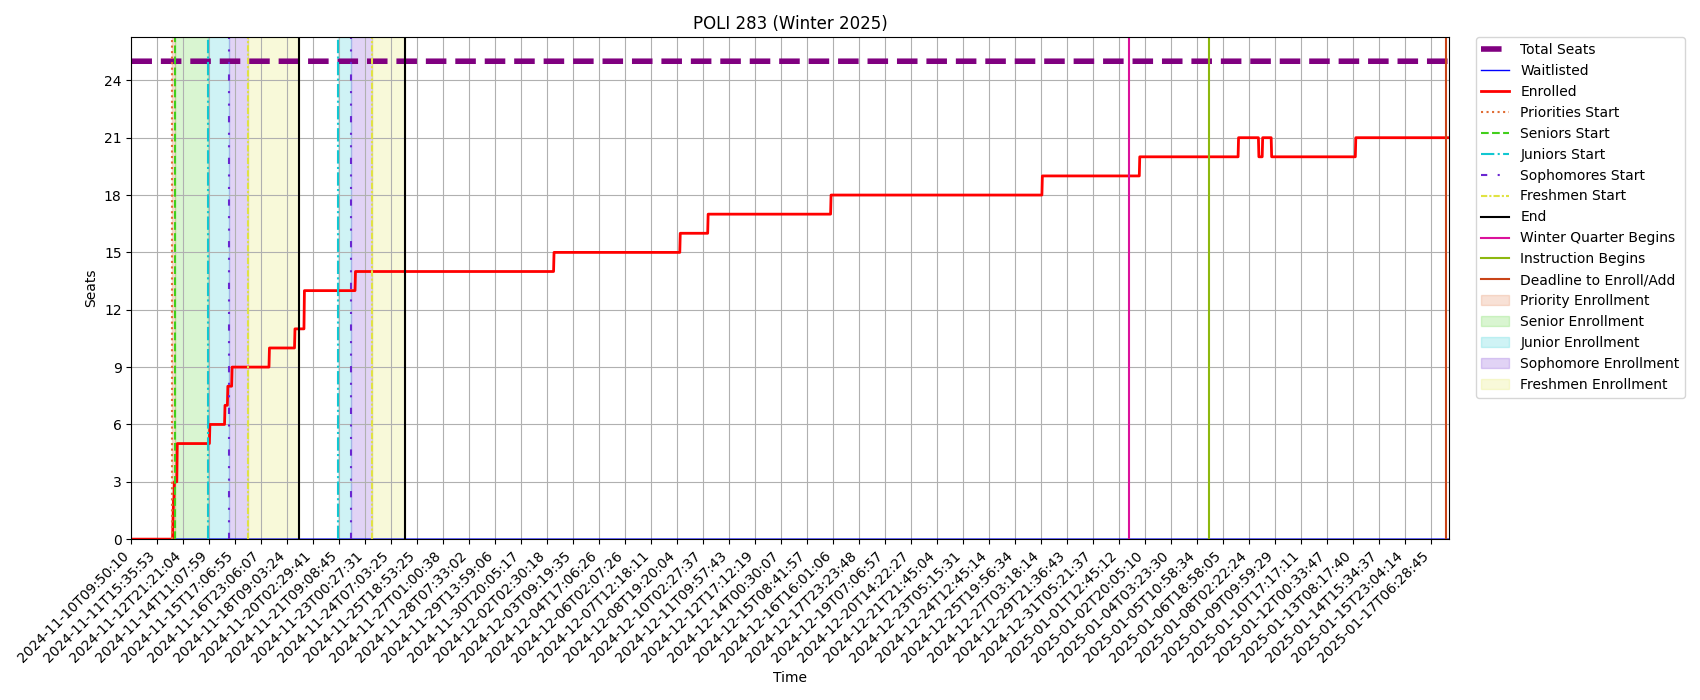 POLI 283 (Winter 2025)
Seats
24
21
18
15
12
9
6
3
0
2024-11-10T09:50:10
2024-11-11T15:35:53
2024-11-12T21:21:04
2024-11-14T11:07:59
2024-11-15T17:06:55
2024-11-16T23:06:07
2024-11-18T09:03:24
2024-11-20T02:29:41
2024-11-21T09:08:45
2024-11-23T00:27:31
2024-11-24T07:03:25
2024-11-25T18:53:25
2024-11-27T01:00:38
2024-11-28T07:33:02
2024-11-29T13:59:06
2024-11-30T20:05:17
2024-12-02T02:30:18
2024-12-03T09:19:35
2024-12-04T17:06:26
2024-12-06T02:07:26
2024-12-07T12:18:11
2024-12-08T19:20:04
2024-12-10T02:27:37
2024-12-11T09:57:43
2024-12-12T17:12:19
2024-12-14T00:30:07
2024-12-15T08:41:57
2024-12-16T16:01:06
2024-12-17T23:23:48
2024-12-19T07:06:57
2024-12-20T14:22:27
2024-12-21T21:45:04
2024-12-23T05:15:31
2024-12-24T12:45:14
2024-12-25T19:56:34
2024-12-27T03:18:14
2024-12-29T21:36:43
2024-12-31T05:21:37
2025-01-01T12:45:12
2025-01-02T20:05:10
2025-01-04T03:23:30
2025-01-05T10:58:34
2025-01-06T18:58:05
2025-01-08T02:22:24
2025-01-09T09:59:29
2025-01-10T17:17:11
2025-01-12T00:33:47
2025-01-13T08:17:40
2025-01-14T15:34:37
2025-01-15T23:04:14
2025-01-17T06:28:45
Time
Total Seats
Waitlisted
Enrolled
Priorities Start
Seniors Start
Juniors Start
Sophomores Start
Freshmen Start
End
Winter Quarter Begins
Instruction Begins
Deadline to Enroll/Add
Priority Enrollment
Senior Enrollment
Junior Enrollment
Sophomore Enrollment
Freshmen Enrollment